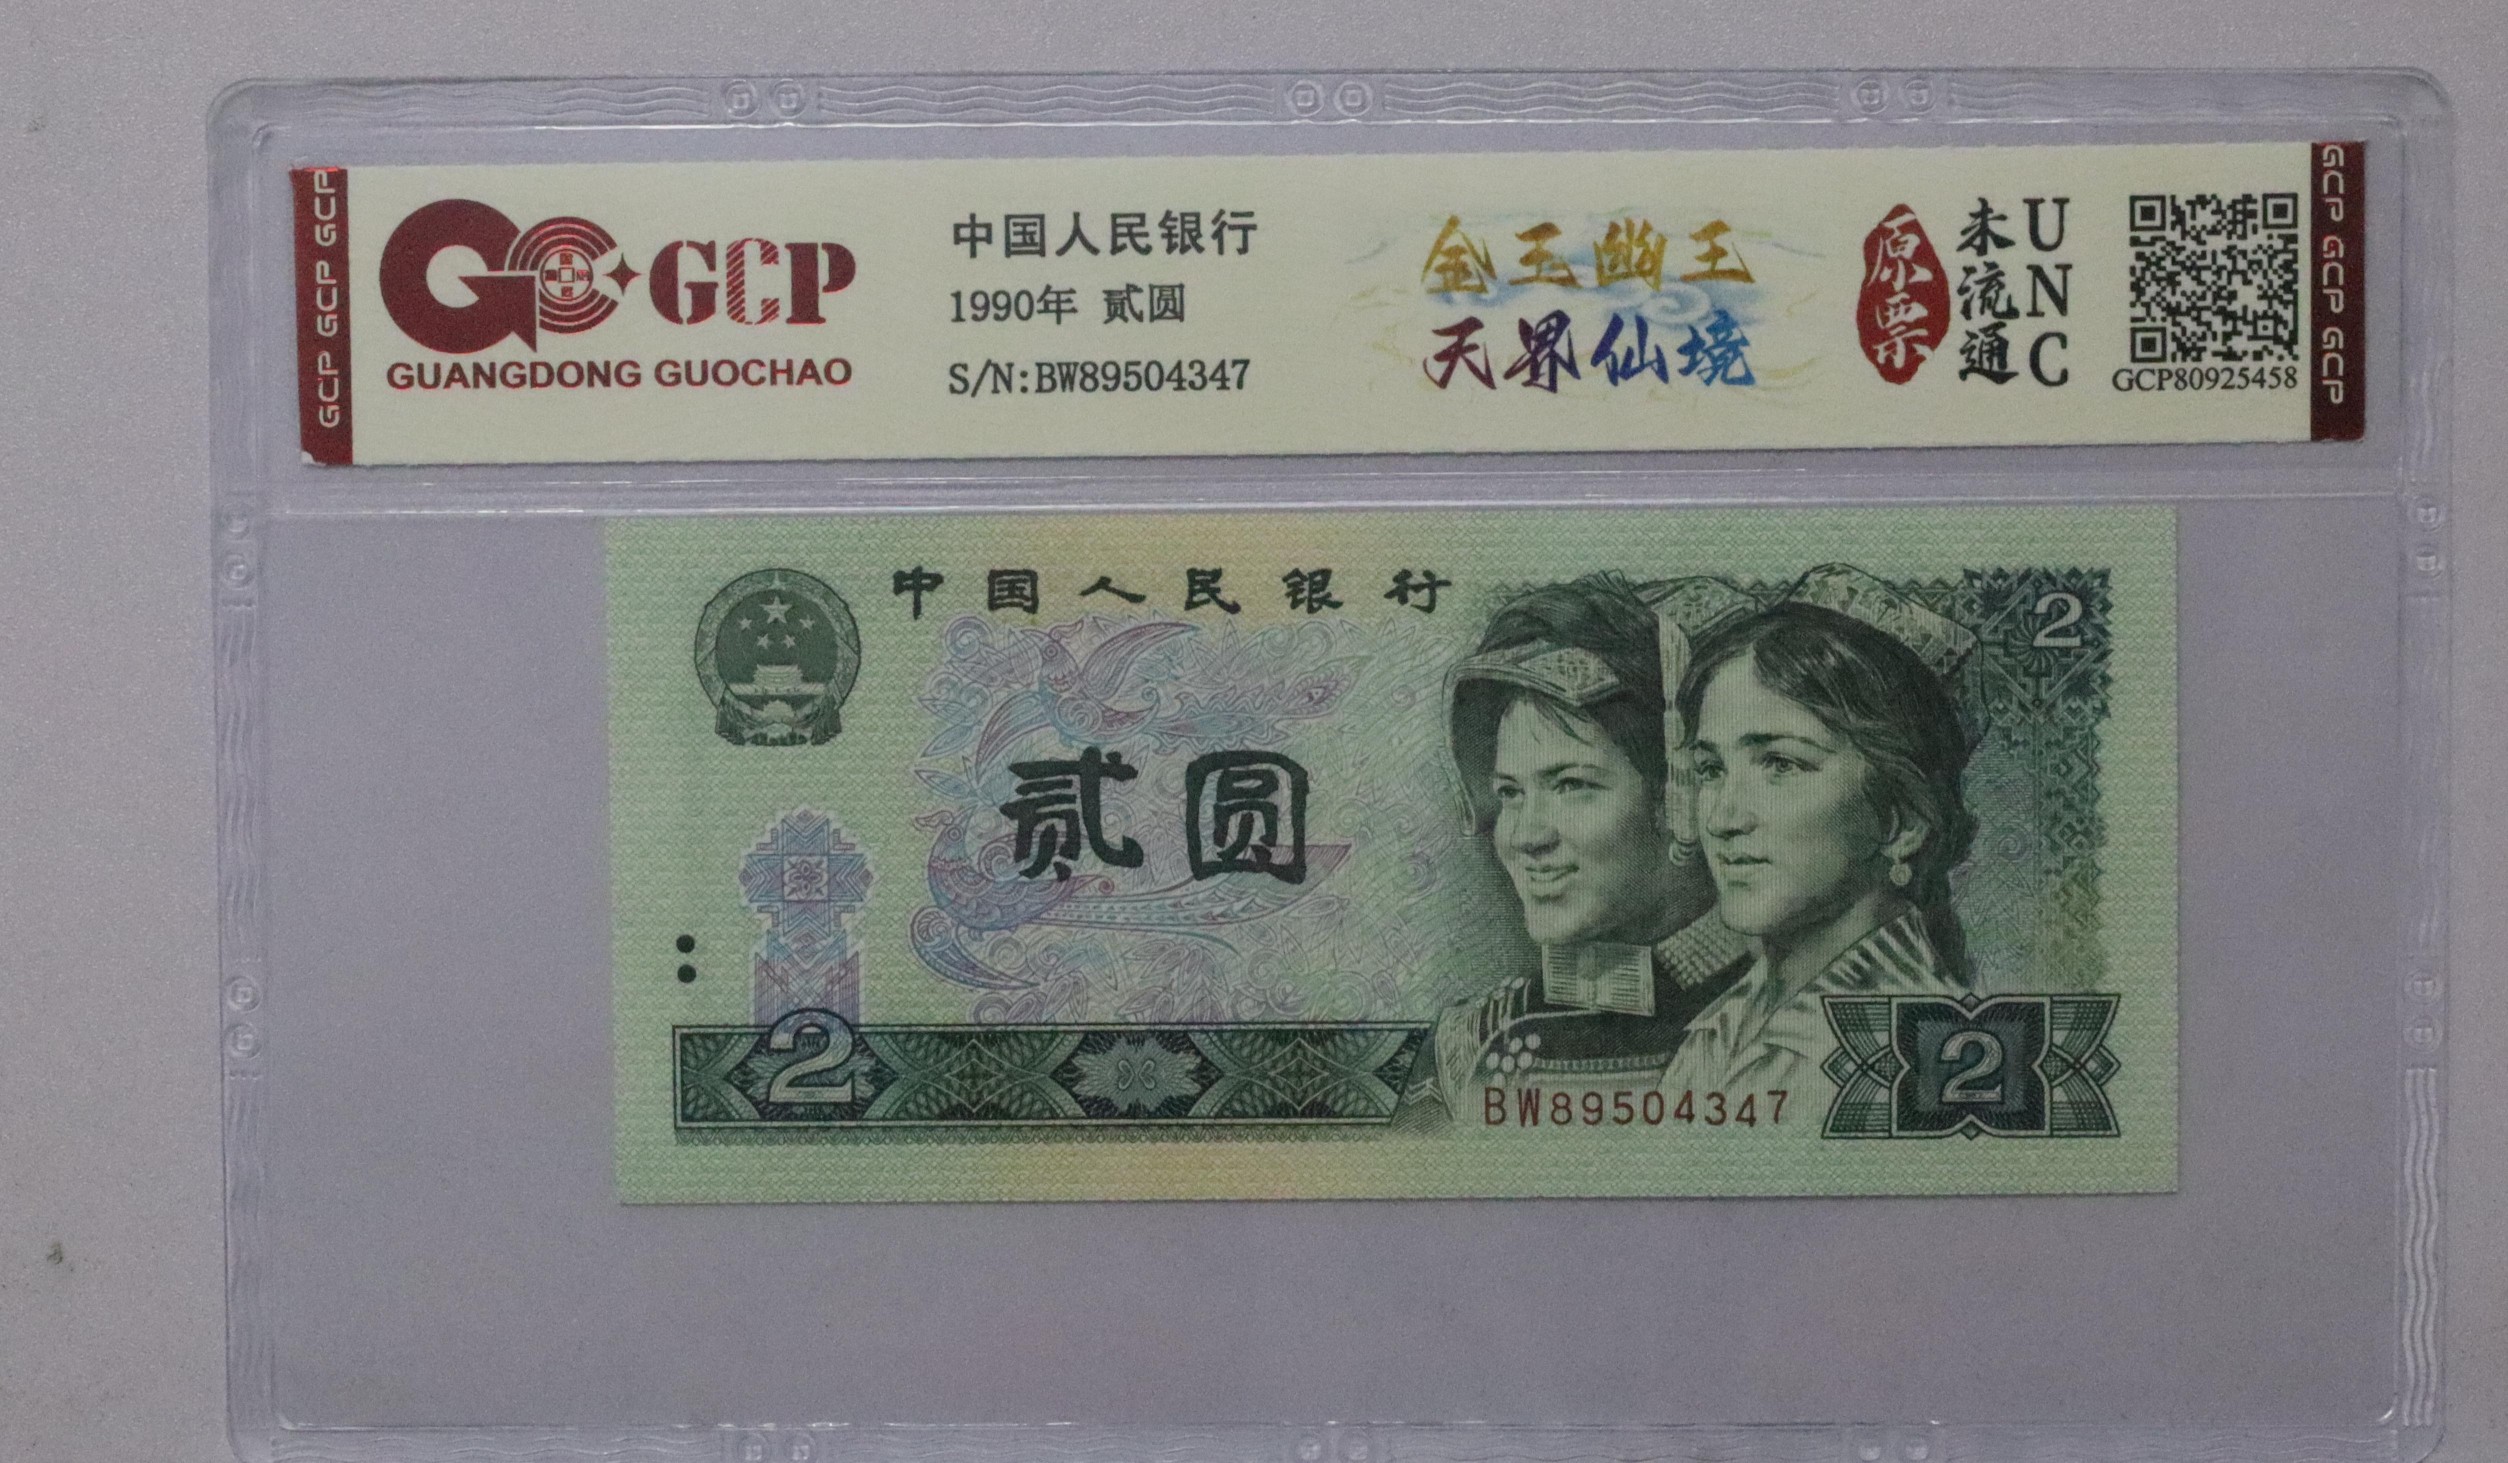 GCP GCP GCP
GCP
GUANGDONG GUOCHAO
中国人民银行
1990年 贰圆
S/N:BW89504347
金玉幽王
天界仙境
原票
未流通
UNC
GCP80925458
GCP GCP GCP
中国人民银行
2
贰圆
2
BW89504347
2